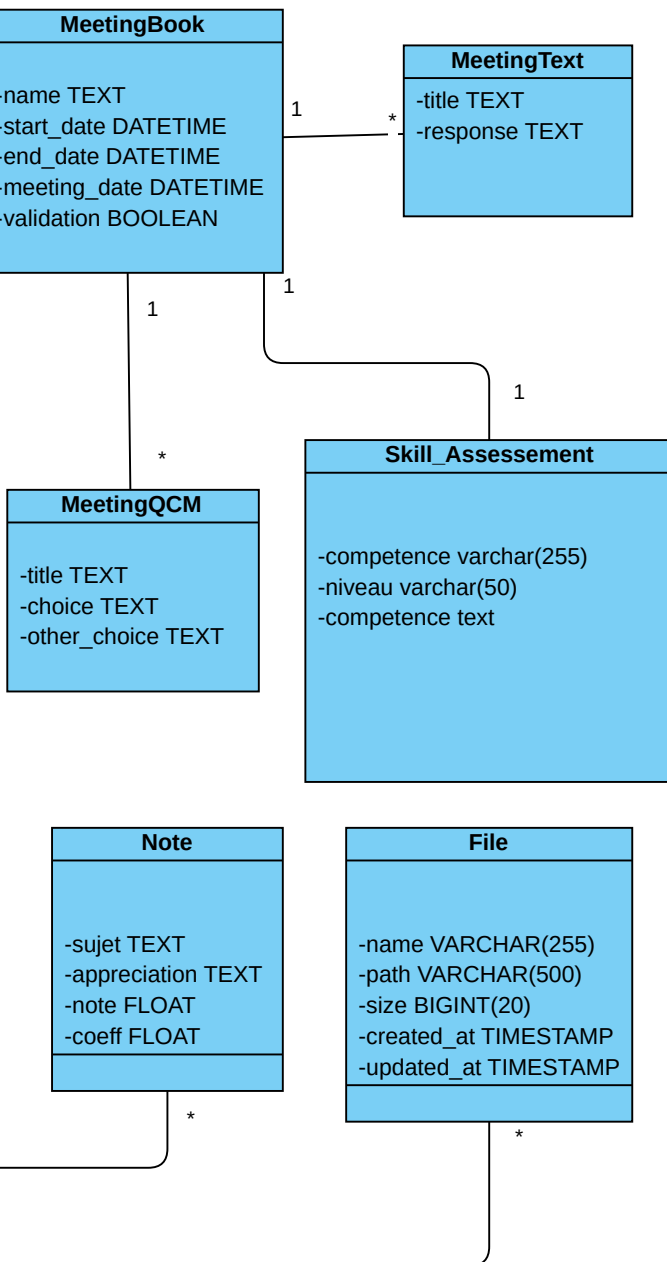 MeetingBook
-name TEXT
-start_date DATETIME
-end_date DATETIME
-meeting_date DATETIME
-validation BOOLEAN
1
*
MeetingText
-title TEXT
-response TEXT
1
*
1
1
MeetingQCM
-title TEXT
-choice TEXT
-other_choice TEXT
Skill_Assessement
-competence varchar(255)
-niveau varchar(50)
-competence text
Note
-sujet TEXT
-appreciation TEXT
-note FLOAT
-coeff FLOAT
*
File
-name VARCHAR(255)
-path VARCHAR(500)
-size BIGINT(20)
-created_at TIMESTAMP
-updated_at TIMESTAMP
*